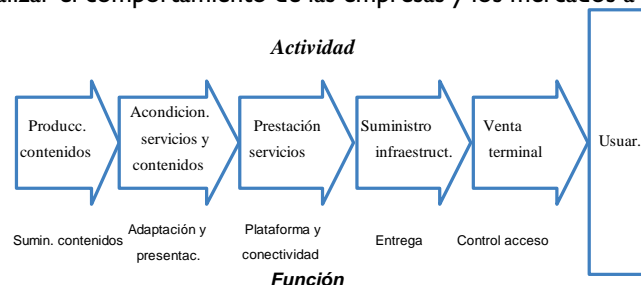 alizar el comportamiento de las empresas y los mercados a
Actividad
Producc.
contenidos
Acondicion.
servicios y
contenidos
Prestación
servicios
Suministro
infraestruct.
Venta
terminal
Usuar.
Sumin. contenidos
Adaptación y
presentac.
Plataforma y
conectividad
Entrega
Control acceso
Función